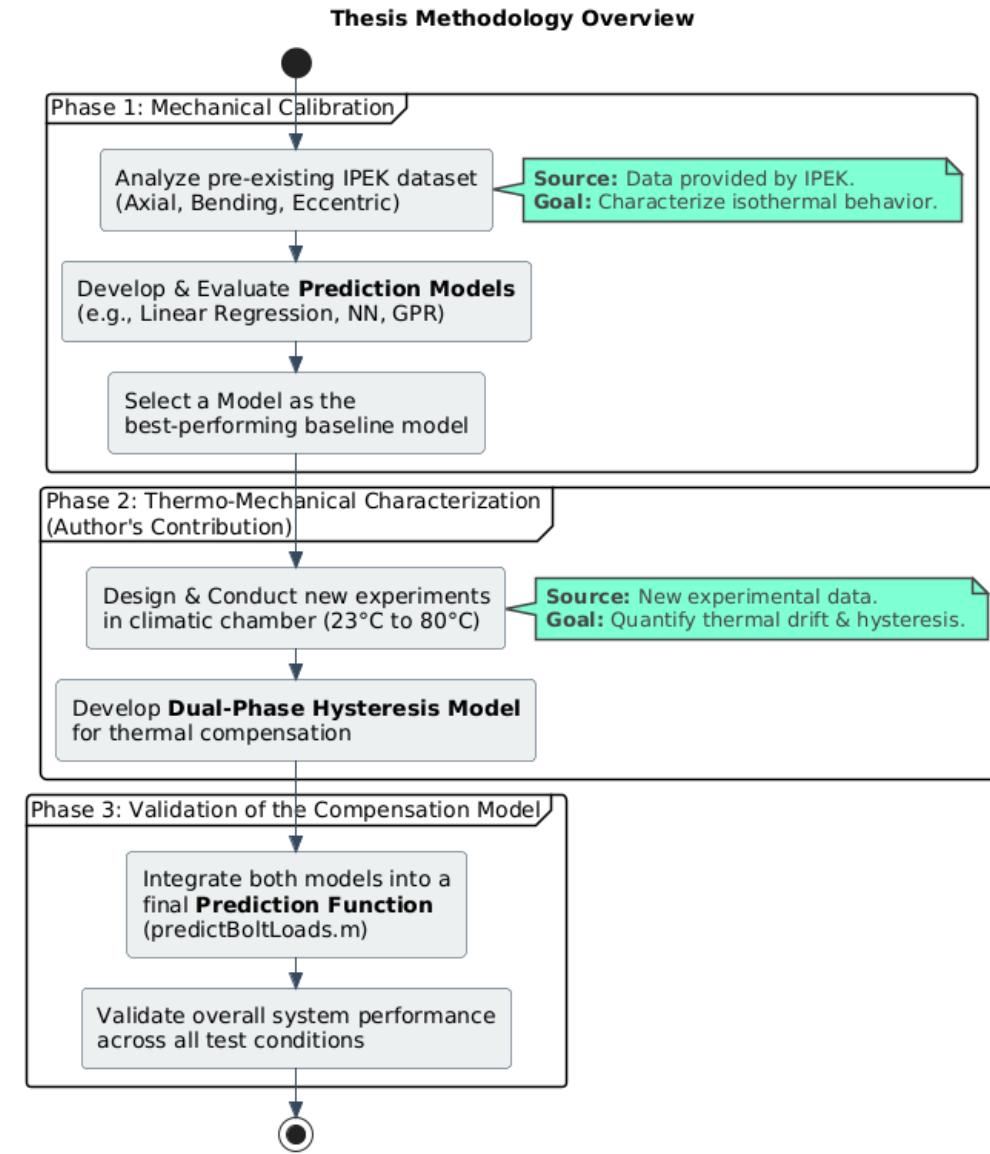 Thesis Methodology Overview
Phase 1: Mechanical Calibration
Analyze pre-existing IPEK dataset
(Axial, Bending, Eccentric)
Source: Data provided by IPEK.
Goal: Characterize isothermal behavior.
Develop & Evaluate Prediction Models
(e.g., Linear Regression, NN, GPR)
Select a Model as the
best-performing baseline model
Phase 2: Thermo-Mechanical Characterization
(Author's Contribution)
Design & Conduct new experiments
in climatic chamber (23°C to 80°C)
Source: New experimental data.
Goal: Quantify thermal drift & hysteresis.
Develop Dual-Phase Hysteresis Model
for thermal compensation
Phase 3: Validation of the Compensation Model
Integrate both models into a
final Prediction Function
(predictBoltLoads.m)
Validate overall system performance
across all test conditions